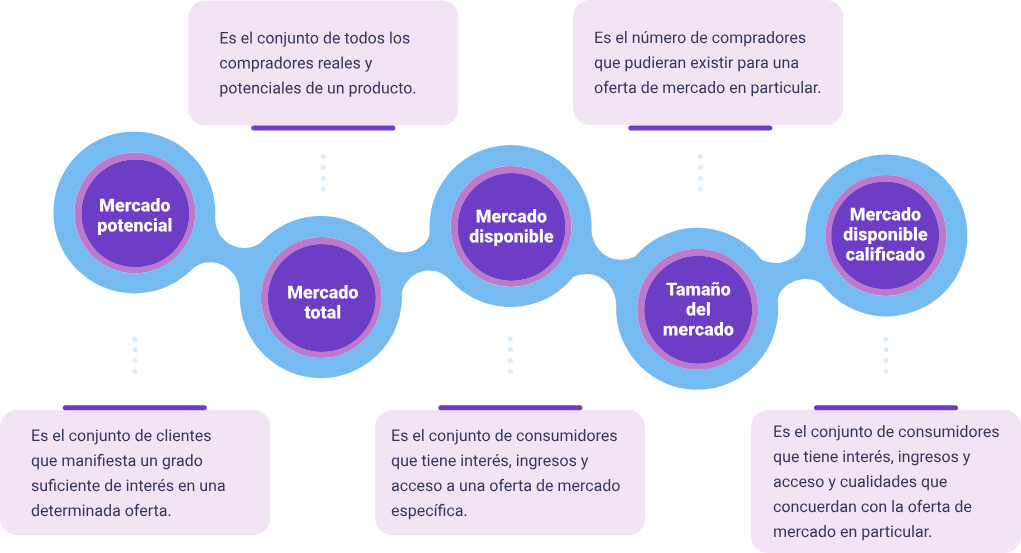 Es el conjunto de todos los
compradores reales y
potenciales de un producto.
Es el número de compradores
que pudieran existir para una
oferta de mercado en particular.
Mercado
potencial
Mercado
total
Mercado
disponible
Tamaño
del
mercado
Mercado
disponible
calificado
Es el conjunto de clientes
que manifiesta un grado
suficiente de interés en una
determinada oferta.
Es el conjunto de consumidores
que tiene interés, ingresos y
acceso a una oferta de mercado
específica.
Es el conjunto de consumidores
que tiene interés, ingresos y
acceso y cualidades que
concuerdan con la oferta de
mercado en particular.